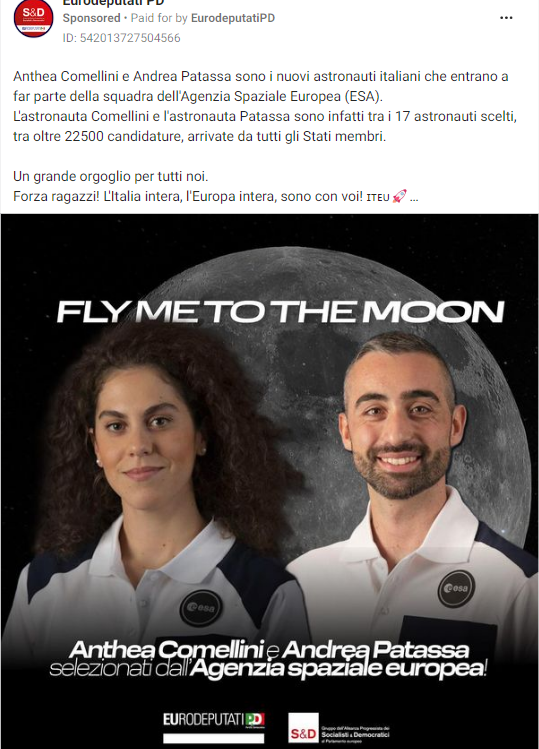 Eurodeputati PD
Sponsored • Paid for by EurodeputatiPD
ID: 542013727504566
Anthea Comellini e Andrea Patassa sono i nuovi astronauti italiani che entrano a
far parte della squadra dell'Agenzia Spaziale Europea (ESA).
L'astronauta Comellini e l'astronauta Patassa sono infatti tra i 17 astronauti scelti,
tra oltre 22500 candidature, arrivate da tutti gli Stati membri.
Un grande orgoglio per tutti noi.
Forza ragazzi! L'Italia intera, l'Europa intera, sono con voi! ɪᴛᴇᴜ 🚀 ...
FLY ME TO THE MOON
esa
esa
Anthea Comellini e Andrea Patassa
selezionati dall'Agenzia spaziale europea!
EURODEPUTATI PD
S&D Gruppo dell'Alleanza Progressista dei
Socialisti & Democratici
al Parlamento europeo